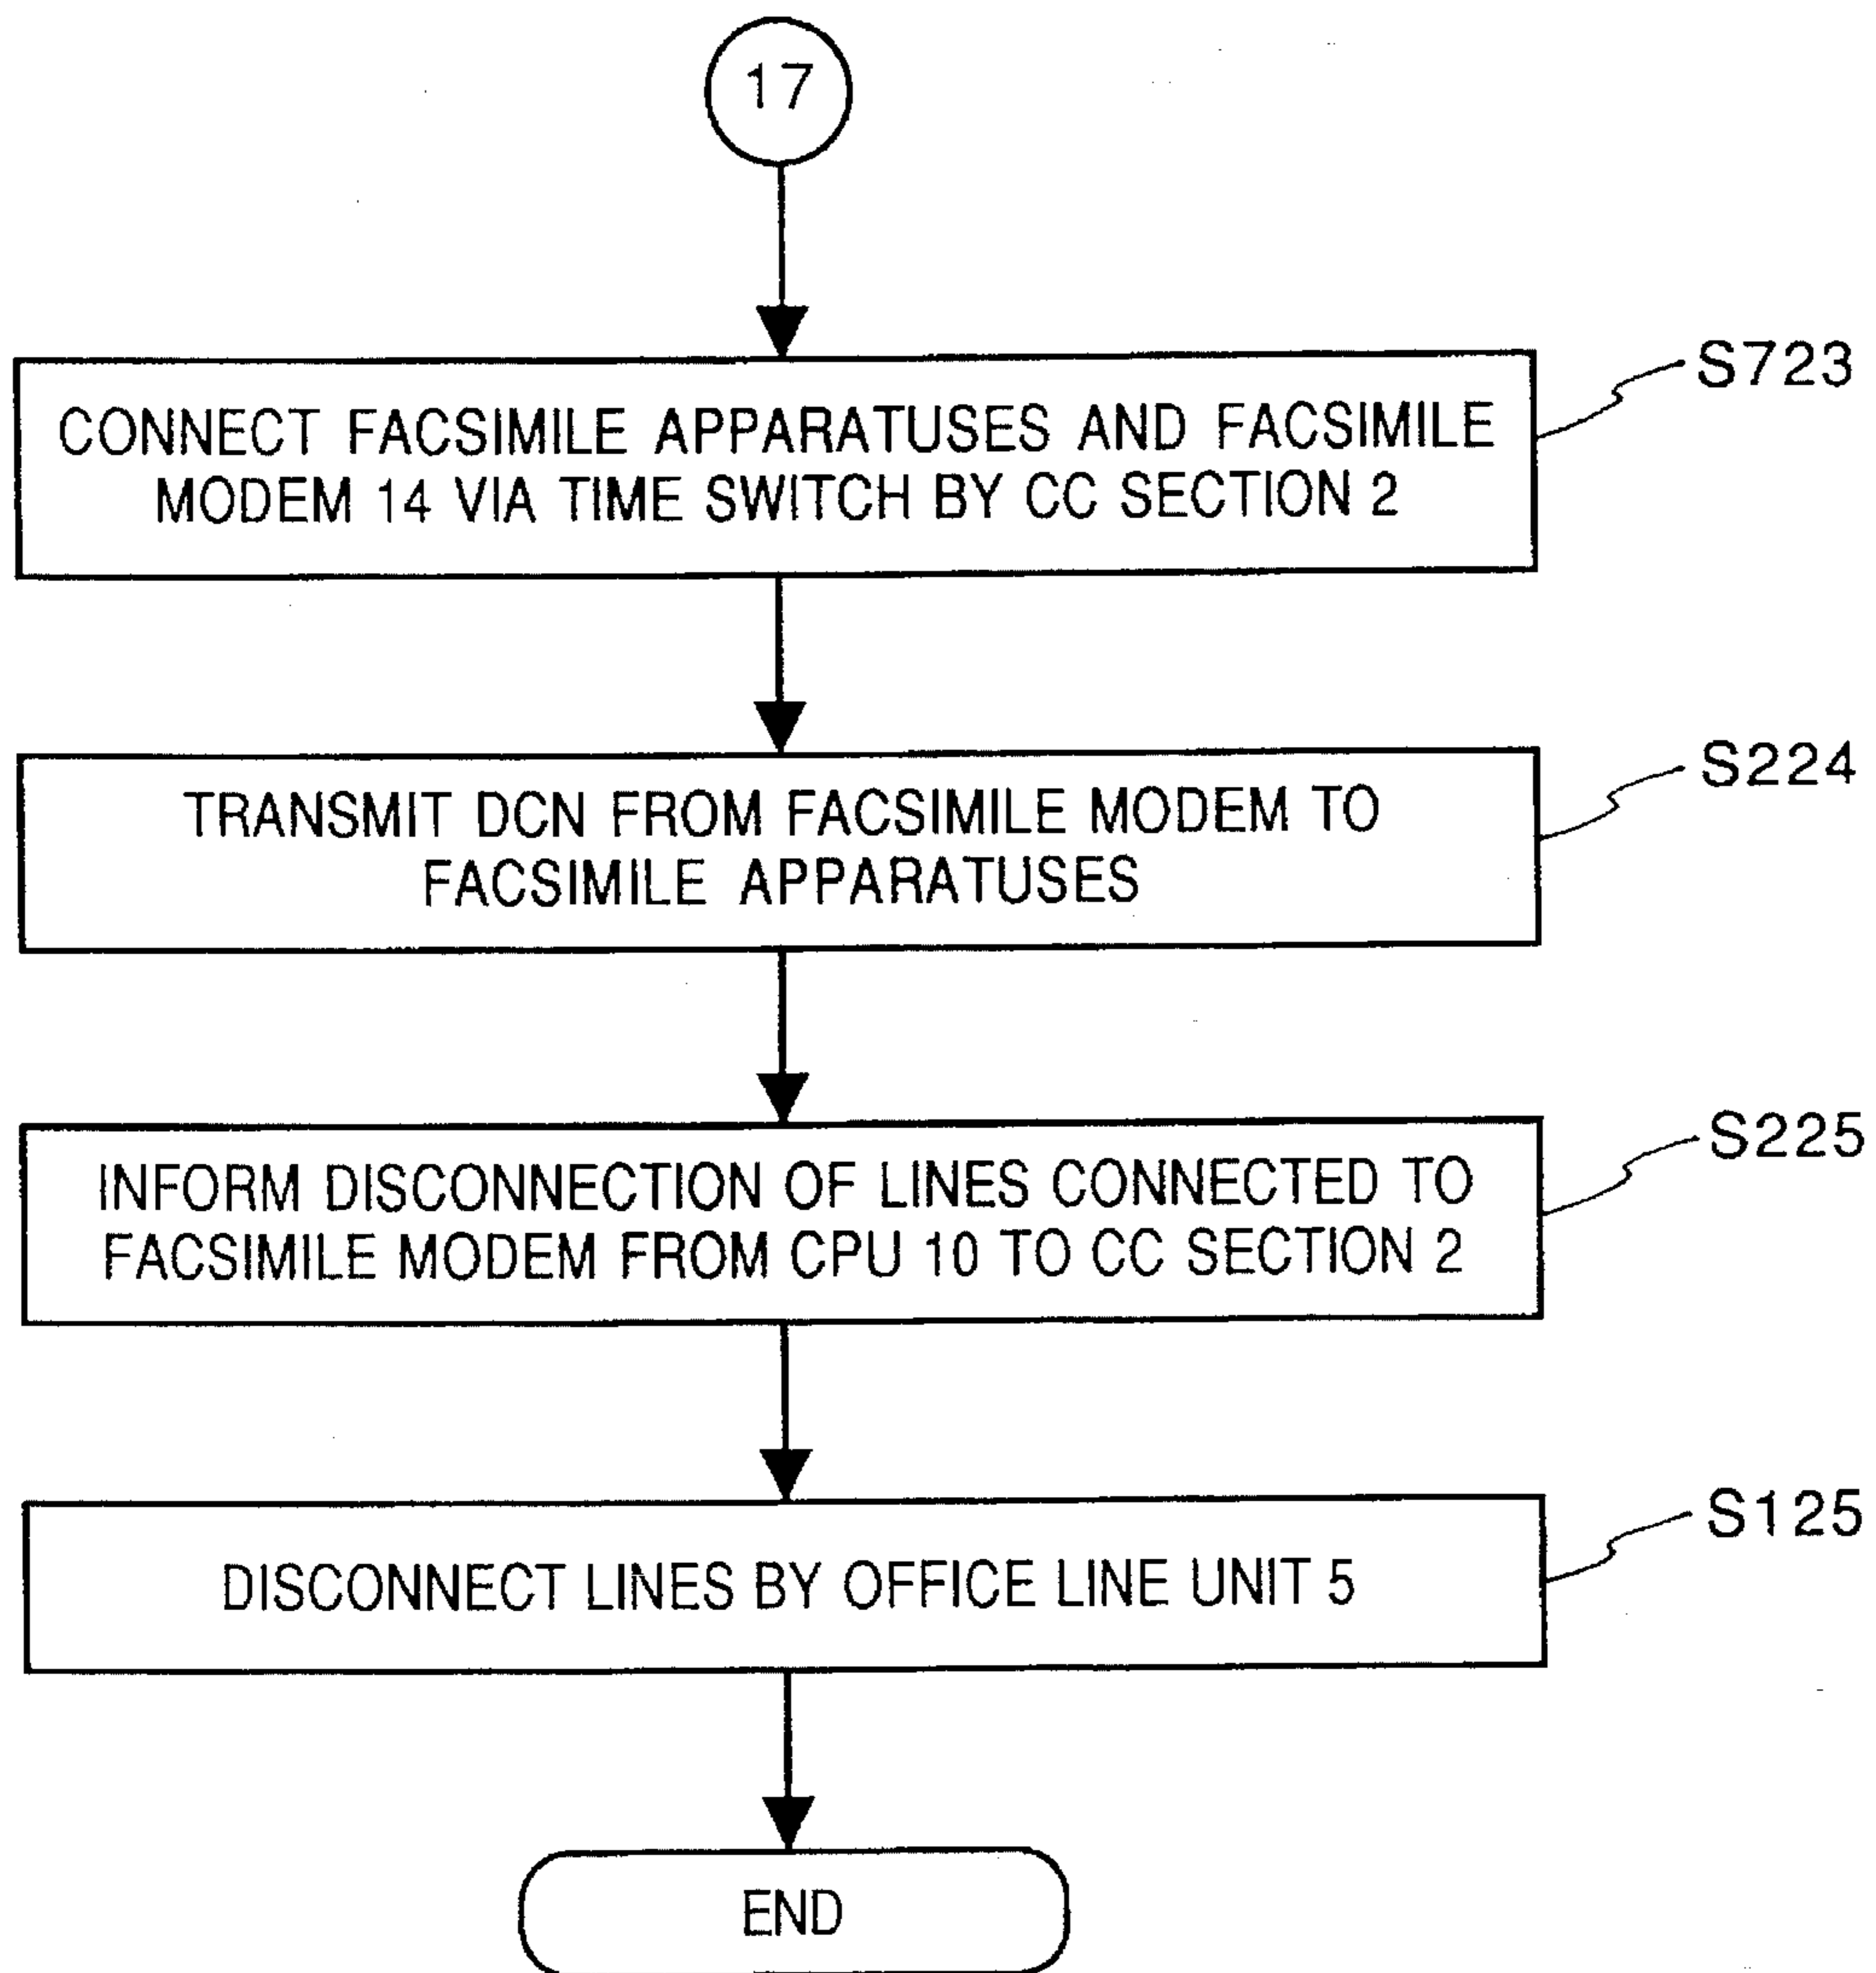 17
S723
CONNECT FACSIMILE APPARATUSES AND FACSIMILE
MODEM 14 VIA TIME SWITCH BY CC SECTION 2
S224
TRANSMIT DCN FROM FACSIMILE MODEM TO
FACSIMILE APPARATUSES
S225
INFORM DISCONNECTION OF LINES CONNECTED TO
FACSIMILE MODEM FROM CPU 10 TO CC SECTION 2
S125
DISCONNECT LINES BY OFFICE LINE UNIT 5
END